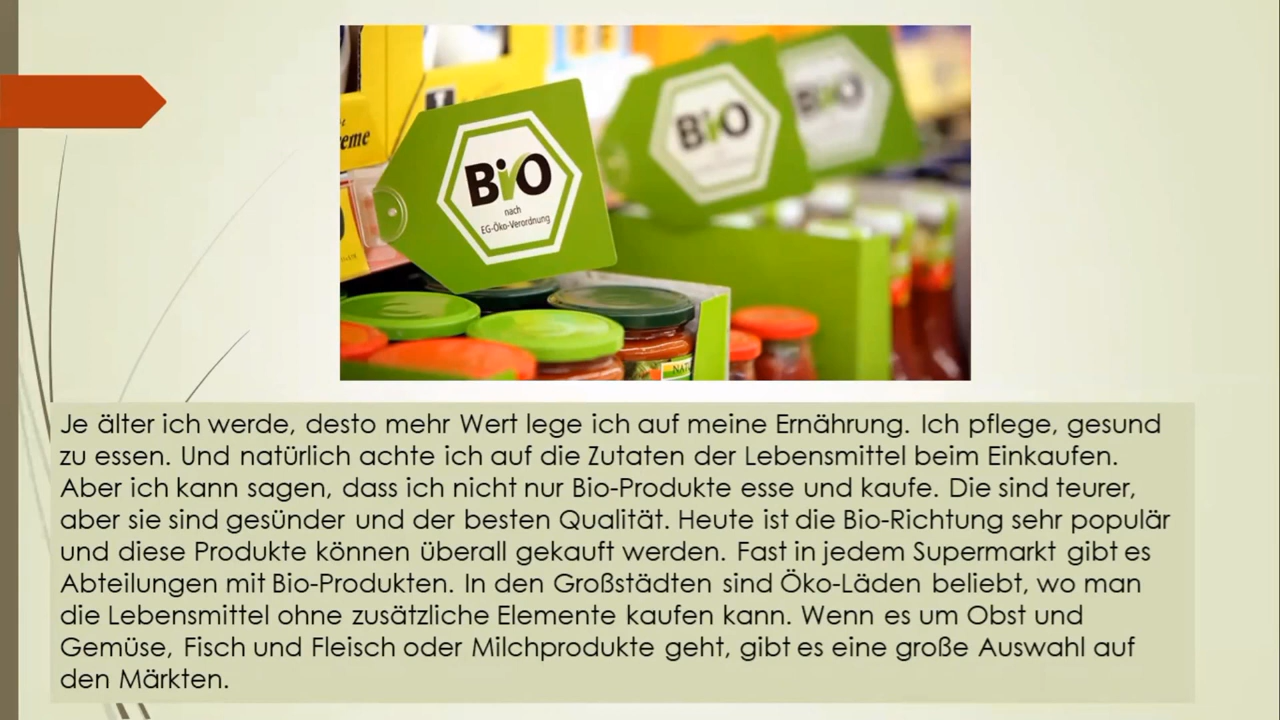 eme
BiO
nach
EG-Öko-Verordnung
BiO
BiO
Je älter ich werde, desto mehr Wert lege ich auf meine Ernährung. Ich pflege, gesund
zu essen. Und natürlich achte ich auf die Zutaten der Lebensmittel beim Einkaufen.
Aber ich kann sagen, dass ich nicht nur Bio-Produkte esse und kaufe. Die sind teurer,
aber sie sind gesünder und der besten Qualität. Heute ist die Bio-Richtung sehr populär
und diese Produkte können überall gekauft werden. Fast in jedem Supermarkt gibt es
Abteilungen mit Bio-Produkten. In den Großstädten sind Öko-Läden beliebt, wo man
die Lebensmittel ohne zusätzliche Elemente kaufen kann. Wenn es um Obst und
Gemüse, Fisch und Fleisch oder Milchprodukte geht, gibt es eine große Auswahl auf
den Märkten.